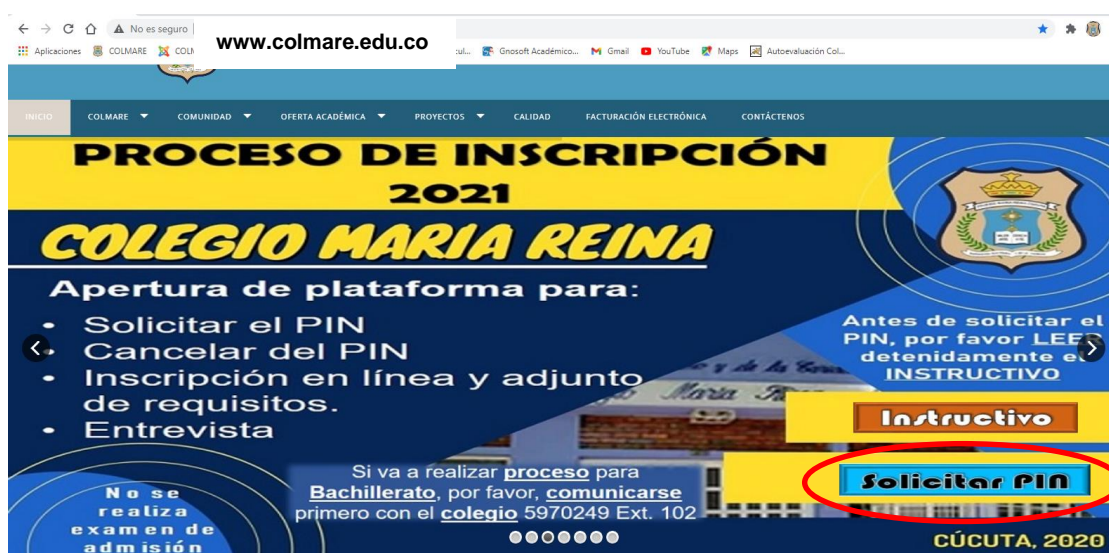 No es seguro
www.colmare.edu.co
Aplicaciones COLMARE Gnosoft Académico... Gmail YouTube Maps Autoevaluación Col...
INICIO COLMARE COMUNIDAD OFERTA ACADÉMICA PROYECTOS CALIDAD FACTURACIÓN ELECTRÓNICA CONTÁCTENOS
PROCESO DE INSCRIPCIÓN
2021
COLEGIO MARIA REINA
Apertura de plataforma para:
• Solicitar el PIN
• Cancelar del PIN
• Inscripción en línea y adjunto
de requisitos.
• Entrevista
Si va a realizar proceso para
Bachillerato, por favor, comunicarse
primero con el colegio 5970249 Ext. 102
No se
realiza
examen de
admisión
Antes de solicitar el
PIN, por favor LEER
detenidamente el
INSTRUCTIVO
Instructivo
Solicitar PIN
CÚCUTA, 2020